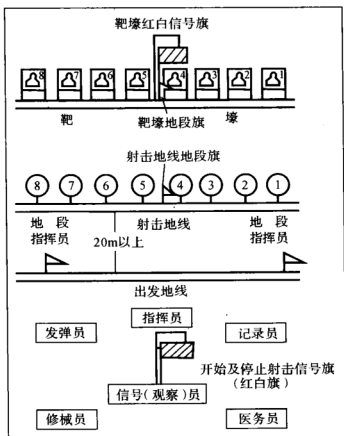 靶壕红白信号旗
8 7 6 5 4 3 2 1
靶 靶壕地段旗 壕
射击地线地段旗
8 7 6 5 4 3 2 1
地 段 射击地线 地 段
指挥员 指挥员
20m以上
出发地线
指挥员
发弹员 记录员
开始及停止射击信号旗
(红白旗)
信号(观察)员
修械员 医务员